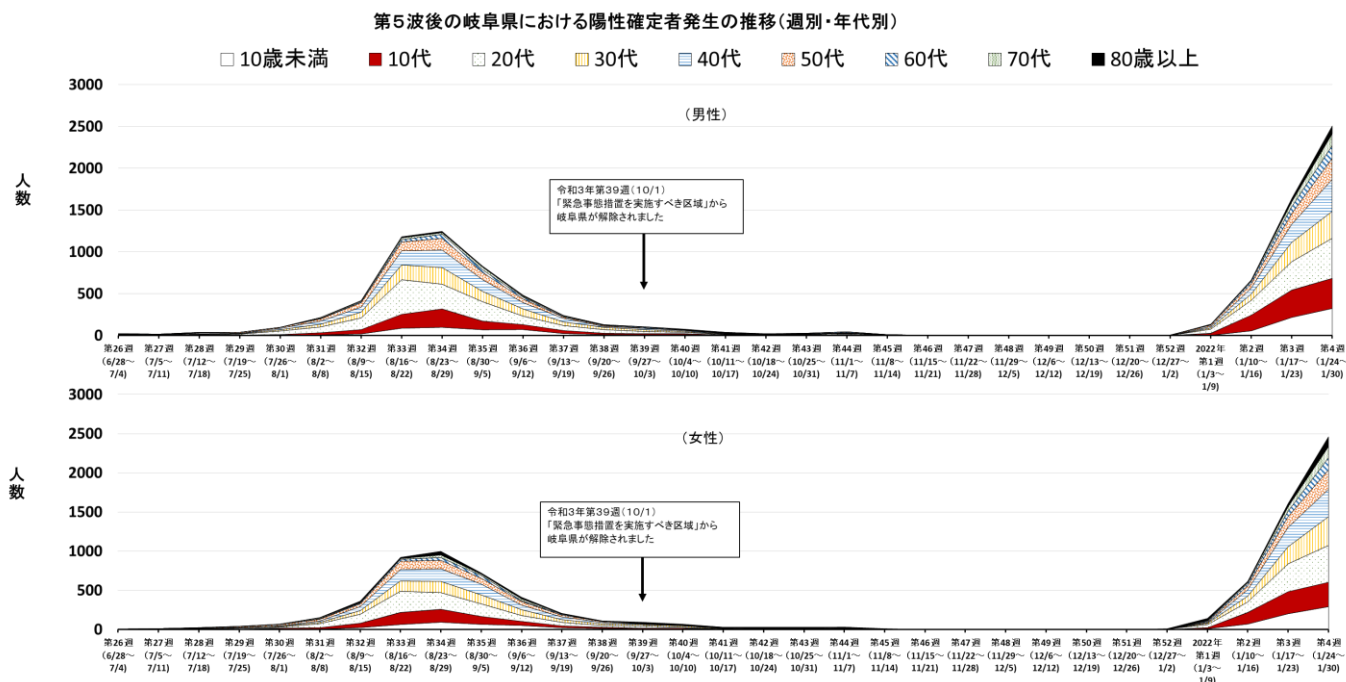 第5波後の岐阜県における陽性確定者発生の推移(週別・年代別)
10歳未満 10代 20代 30代 40代 50代 60代 70代 80歳以上
3000
(男性)
2500
2000
人数
1500
令和3年第39週(10/1)
「緊急事態措置を実施すべき区域」から
岐阜県が解除されました
1000
500
0
第26週 第27週 第28週 第29週 第30週 第31週 第32週 第33週 第34週 第35週 第36週 第37週 第38週 第39週 第40週 第41週 第42週 第43週 第44週 第45週 第46週 第47週 第48週 第49週 第50週 第51週 第52週 2022年 第2週 第3週 第4週
(6/28~ (7/5~ (7/12~ (7/19~ (7/26~ (8/2~ (8/9~ (8/16~ (8/23~ (8/30~ (9/6~ (9/13~ (9/20~ (9/27~ (10/4~ (10/11~ (10/18~ (10/25~ (11/1~ (11/8~ (11/15~ (11/22~ (11/29~ (12/6~ (12/13~ (12/20~ (12/27~ 第1週 (1/10~ (1/17~ (1/24~
7/4) 7/11) 7/18) 7/25) 8/1) 8/8) 8/15) 8/22) 8/29) 9/5) 9/12) 9/19) 9/26) 10/3) 10/10) 10/17) 10/24) 10/31) 11/7) 11/14) 11/21) 11/28) 12/5) 12/12) 12/19) 12/26) 1/2) (1/3~ 1/16) 1/23) 1/30)
1/9)
3000
2500
(女性)
2000
人数
1500
令和3年第39週(10/1)
「緊急事態措置を実施すべき区域」から
岐阜県が解除されました
1000
500
0
第26週 第27週 第28週 第29週 第30週 第31週 第32週 第33週 第34週 第35週 第36週 第37週 第38週 第39週 第40週 第41週 第42週 第43週 第44週 第45週 第46週 第47週 第48週 第49週 第50週 第51週 第52週 2022年 第2週 第3週 第4週
(6/28~ (7/5~ (7/12~ (7/19~ (7/26~ (8/2~ (8/9~ (8/16~ (8/23~ (8/30~ (9/6~ (9/13~ (9/20~ (9/27~ (10/4~ (10/11~ (10/18~ (10/25~ (11/1~ (11/8~ (11/15~ (11/22~ (11/29~ (12/6~ (12/13~ (12/20~ (12/27~ 第1週 (1/10~ (1/17~ (1/24~
7/4) 7/11) 7/18) 7/25) 8/1) 8/8) 8/15) 8/22) 8/29) 9/5) 9/12) 9/19) 9/26) 10/3) 10/10) 10/17) 10/24) 10/31) 11/7) 11/14) 11/21) 11/28) 12/5) 12/12) 12/19) 12/26) 1/2) (1/3~ 1/16) 1/23) 1/30)
1/9)